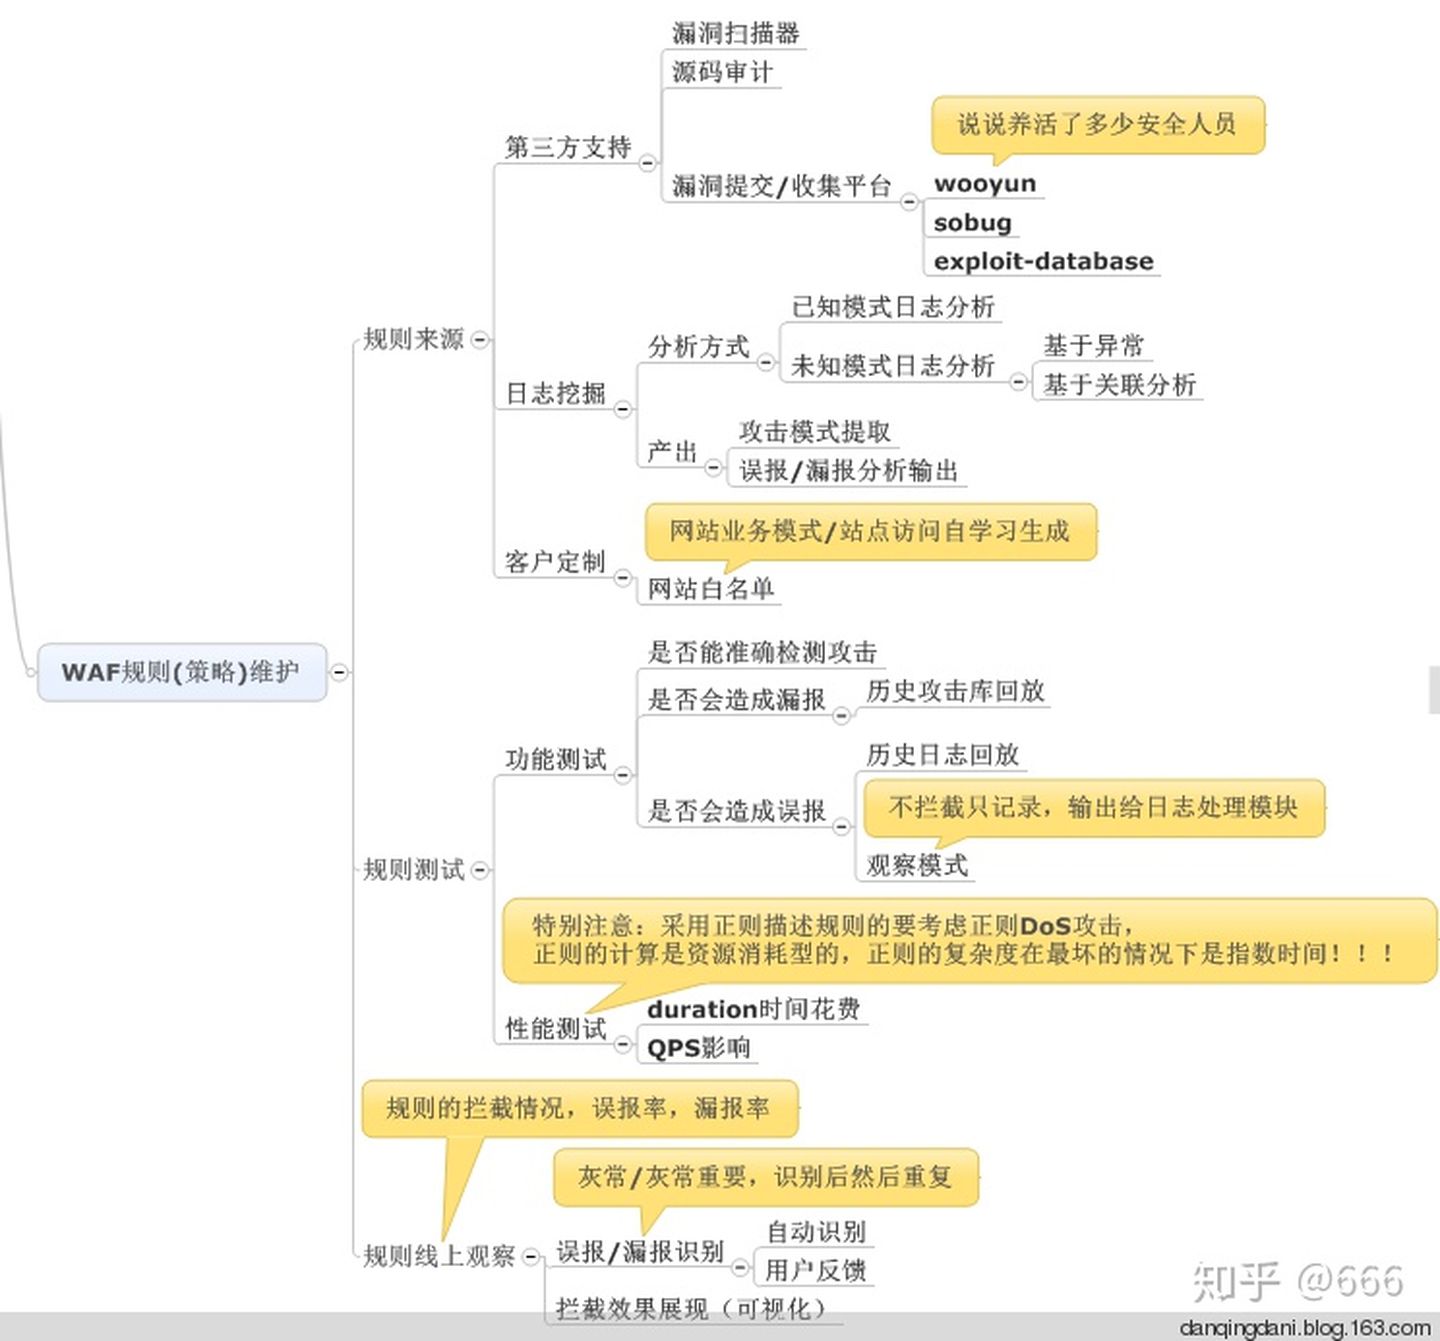 漏洞扫描器
源码审计
说说养活了多少安全人员
第三方支持
漏洞提交/收集平台
wooyun
sobug
exploit-database
已知模式日志分析
规则来源
分析方式
未知模式日志分析
基于异常
基于关联分析
日志挖掘
产出
攻击模式提取
误报/漏报分析输出
网站业务模式/站点访问自学习生成
客户定制
网站白名单
WAF规则(策略)维护
是否能准确检测攻击
是否会造成漏报
历史攻击库回放
功能测试
历史日志回放
不拦截只记录，输出给日志处理模块
是否会造成误报
观察模式
规则测试
特别注意：采用正则描述规则的要考虑正则DoS攻击，
正则的计算是资源消耗型的，正则的复杂度在最坏的情况下是指数时间！！！
性能测试
duration时间花费
QPS影响
规则的拦截情况，误报率，漏报率
灰常/灰常重要，识别后然后重复
规则线上观察
误报/漏报识别
自动识别
用户反馈
拦截效果展现（可视化）
知乎 @666
danqingdani.blog.163.com